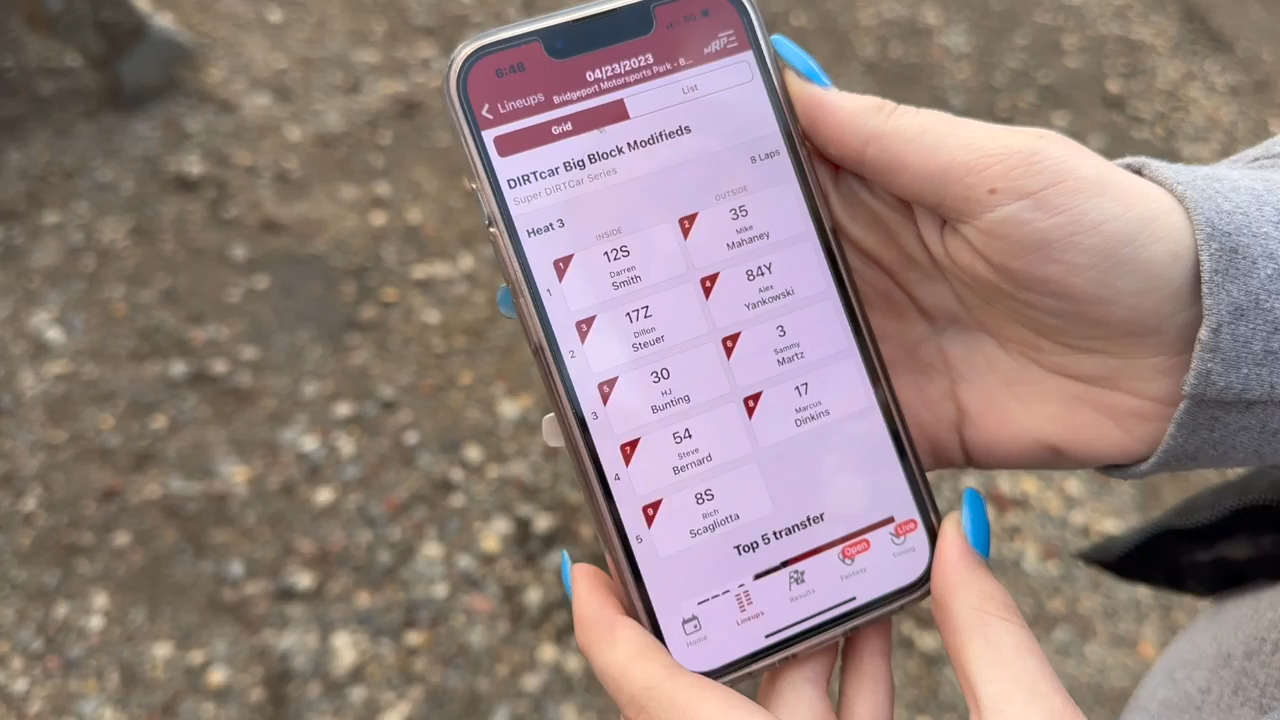 6:48
5G
04/23/2023
Bridgeport Motorsports Park - B...
MRP
Lineups
Grid
List
DIRTcar Big Block Modifieds
Super DIRTCar Series
8 Laps
Heat 3
INSIDE
OUTSIDE
1
1
12S
Darren
Smith
2
35
Mike
Mahaney
2
3
17Z
Dillon
Steuer
4
84Y
Alex
Yankowski
3
5
30
HJ
Bunting
6
3
Sammy
Martz
4
7
54
Steve
Bernard
8
17
Marcus
Dinkins
5
9
8S
Rich
Scagliotta
Top 5 transfer
Home
Lineups
Results
Open
Fantasy
Live
Timing